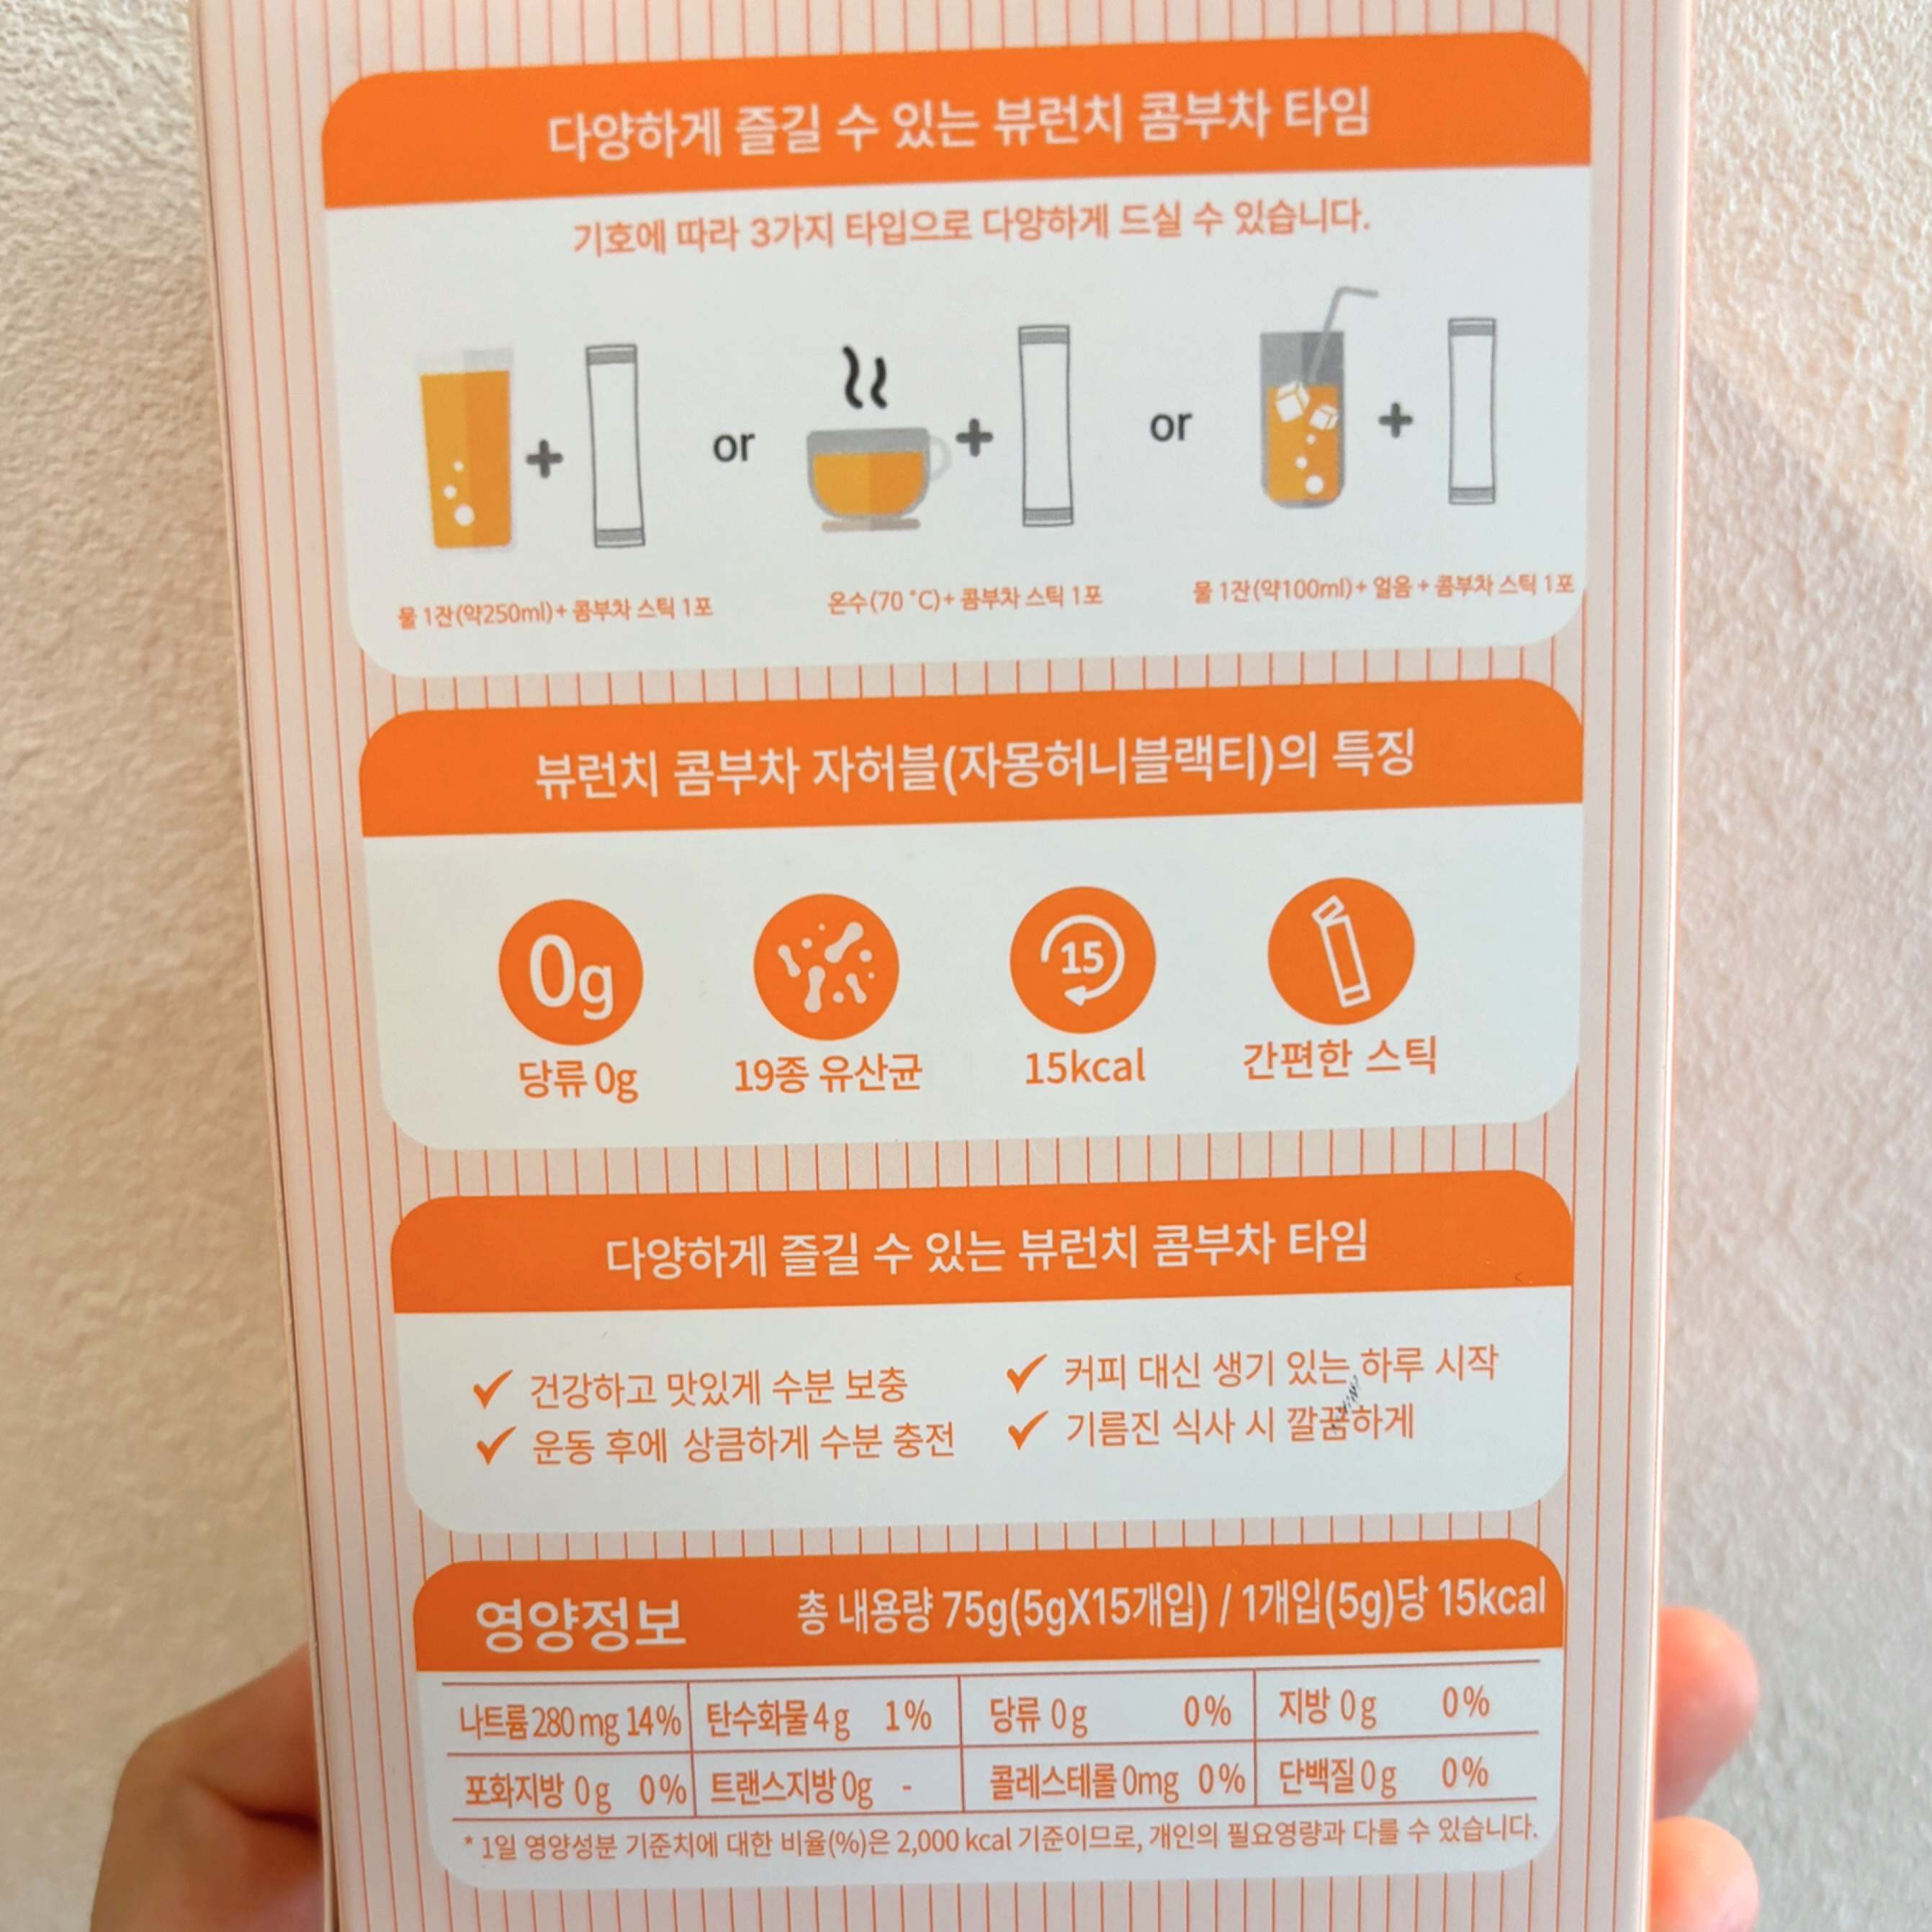 다양하게 즐길 수 있는 뷰런치 콤부차 타임
기호에 따라 3가지 타입으로 다양하게 드실 수 있습니다.
+ or + or +
물 1잔(약250ml)+ 콤부차 스틱 1포
온수(70 °C)+ 콤부차 스틱 1포
물 1잔(약100ml)+ 얼음 + 콤부차 스틱 1포
뷰런치 콤부차 자허블(자몽허니블랙티)의 특징
0g
당류 0g
19종 유산균
15
15kcal
간편한 스틱
다양하게 즐길 수 있는 뷰런치 콤부차 타임
✓ 건강하고 맛있게 수분 보충
✓ 운동 후에 상큼하게 수분 충전
✓ 커피 대신 생기 있는 하루 시작
✓ 기름진 식사 시 깔끔하게
영양정보 총 내용량 75g(5gX15개입) / 1개입(5g)당 15kcal
나트륨 280 mg 14% 탄수화물 4 g 1% 당류 0 g 0% 지방 0 g 0%
포화지방 0 g 0% 트랜스지방 0g - 콜레스테롤 0mg 0% 단백질 0 g 0%
* 1일 영양성분 기준치에 대한 비율(%)은 2,000 kcal 기준이므로, 개인의 필요영량과 다를 수 있습니다.